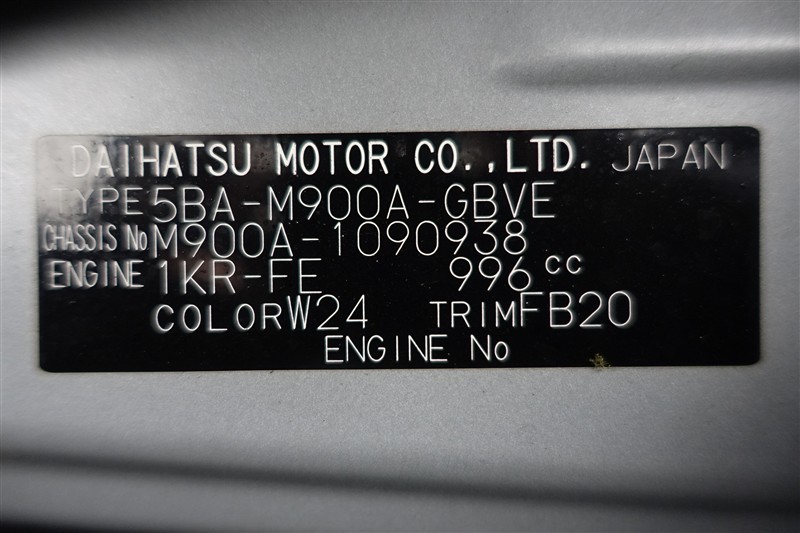 DAIHATSU MOTOR CO.,LTD. JAPAN
TYPE 5BA-M900A-GBVE
CHASSIS No M900A-1090938
ENGINE 1KR-FE 996 cc
COLOR W24 TRIM FB20
ENGINE No